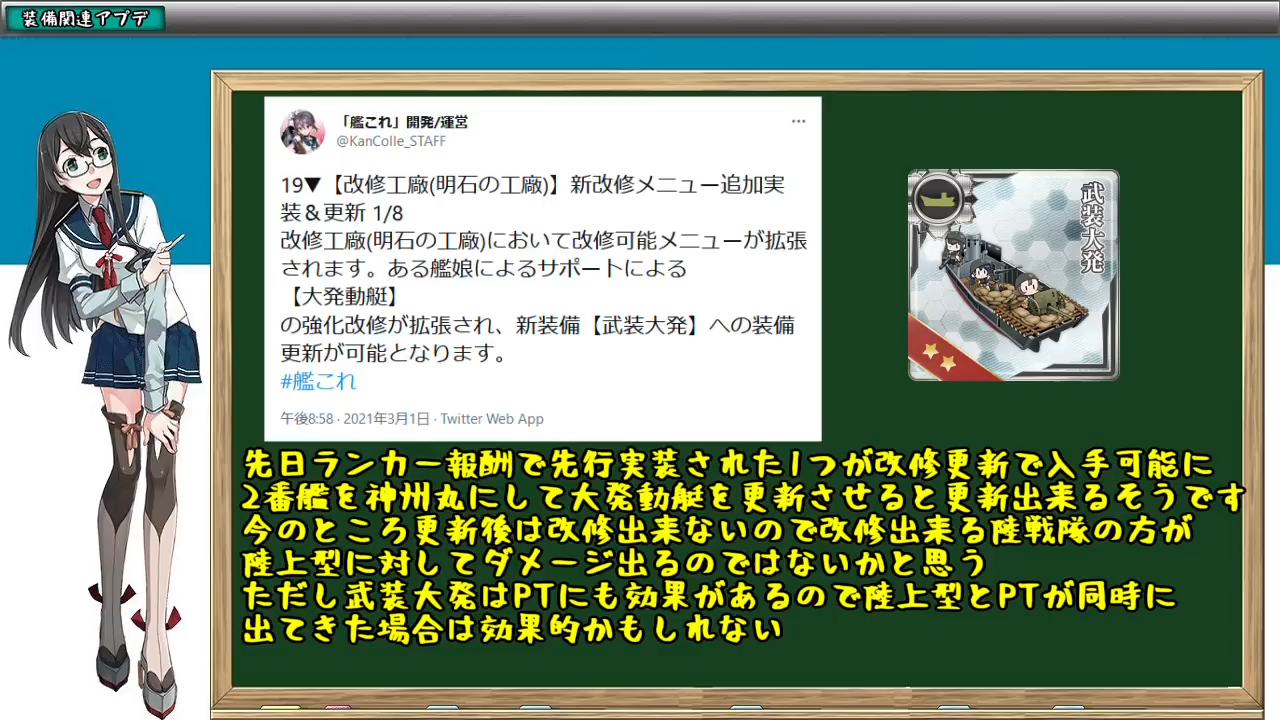 装備関連アプデ
「艦これ」開発/運営
@KanColle_STAFF
19▼【改修工廠(明石の工廠)】新改修メニュー追加実
装＆更新 1/8
改修工廠(明石の工廠)において改修可能メニューが拡張
されます。ある艦娘によるサポートによる
【大発動艇】
の強化改修が拡張され、新装備【武装大発】への装備
更新が可能となります。
#艦これ
午後8:58 · 2021年3月1日 · Twitter Web App
武装大発
先日ランカー報酬で先行実装された1つが改修更新で入手可能に
2番艦を神州丸にして大発動艇を更新させると更新出来るそうです
今のところ更新後は改修出来ないので改修出来る陸戦隊の方が
陸上型に対してダメージ出るのではないかと思う
ただし武装大発はPTにも効果があるので陸上型とPTが同時に
出てきた場合は効果的かもしれない